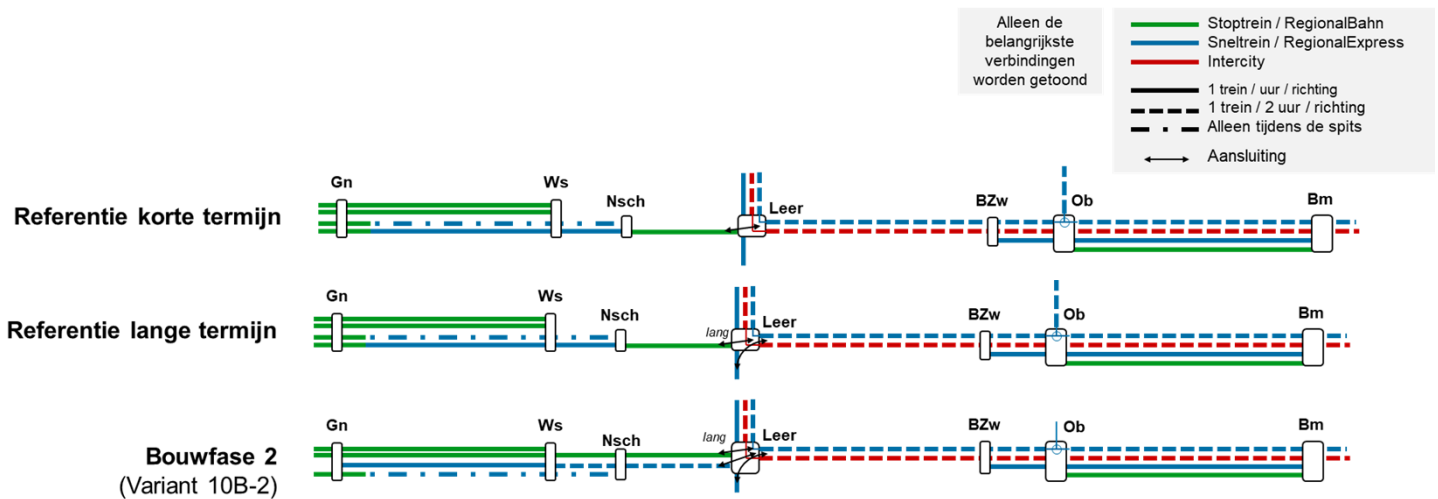 Alleen de
belangrijkste
verbindingen
worden getoond
Stoptrein / RegionalBahn
Sneltrein / RegionalExpress
Intercity
1 trein / uur / richting
1 trein / 2 uur / richting
Alleen tijdens de spits
Aansluiting
Referentie korte termijn
Gn
Ws
Nsch
Leer
BZw
Ob
Bm
Referentie lange termijn
Gn
Ws
Nsch
lang
Leer
BZw
Ob
Bm
Bouwfase 2
(Variant 10B-2)
Gn
Ws
Nsch
lang
Leer
BZw
Ob
Bm